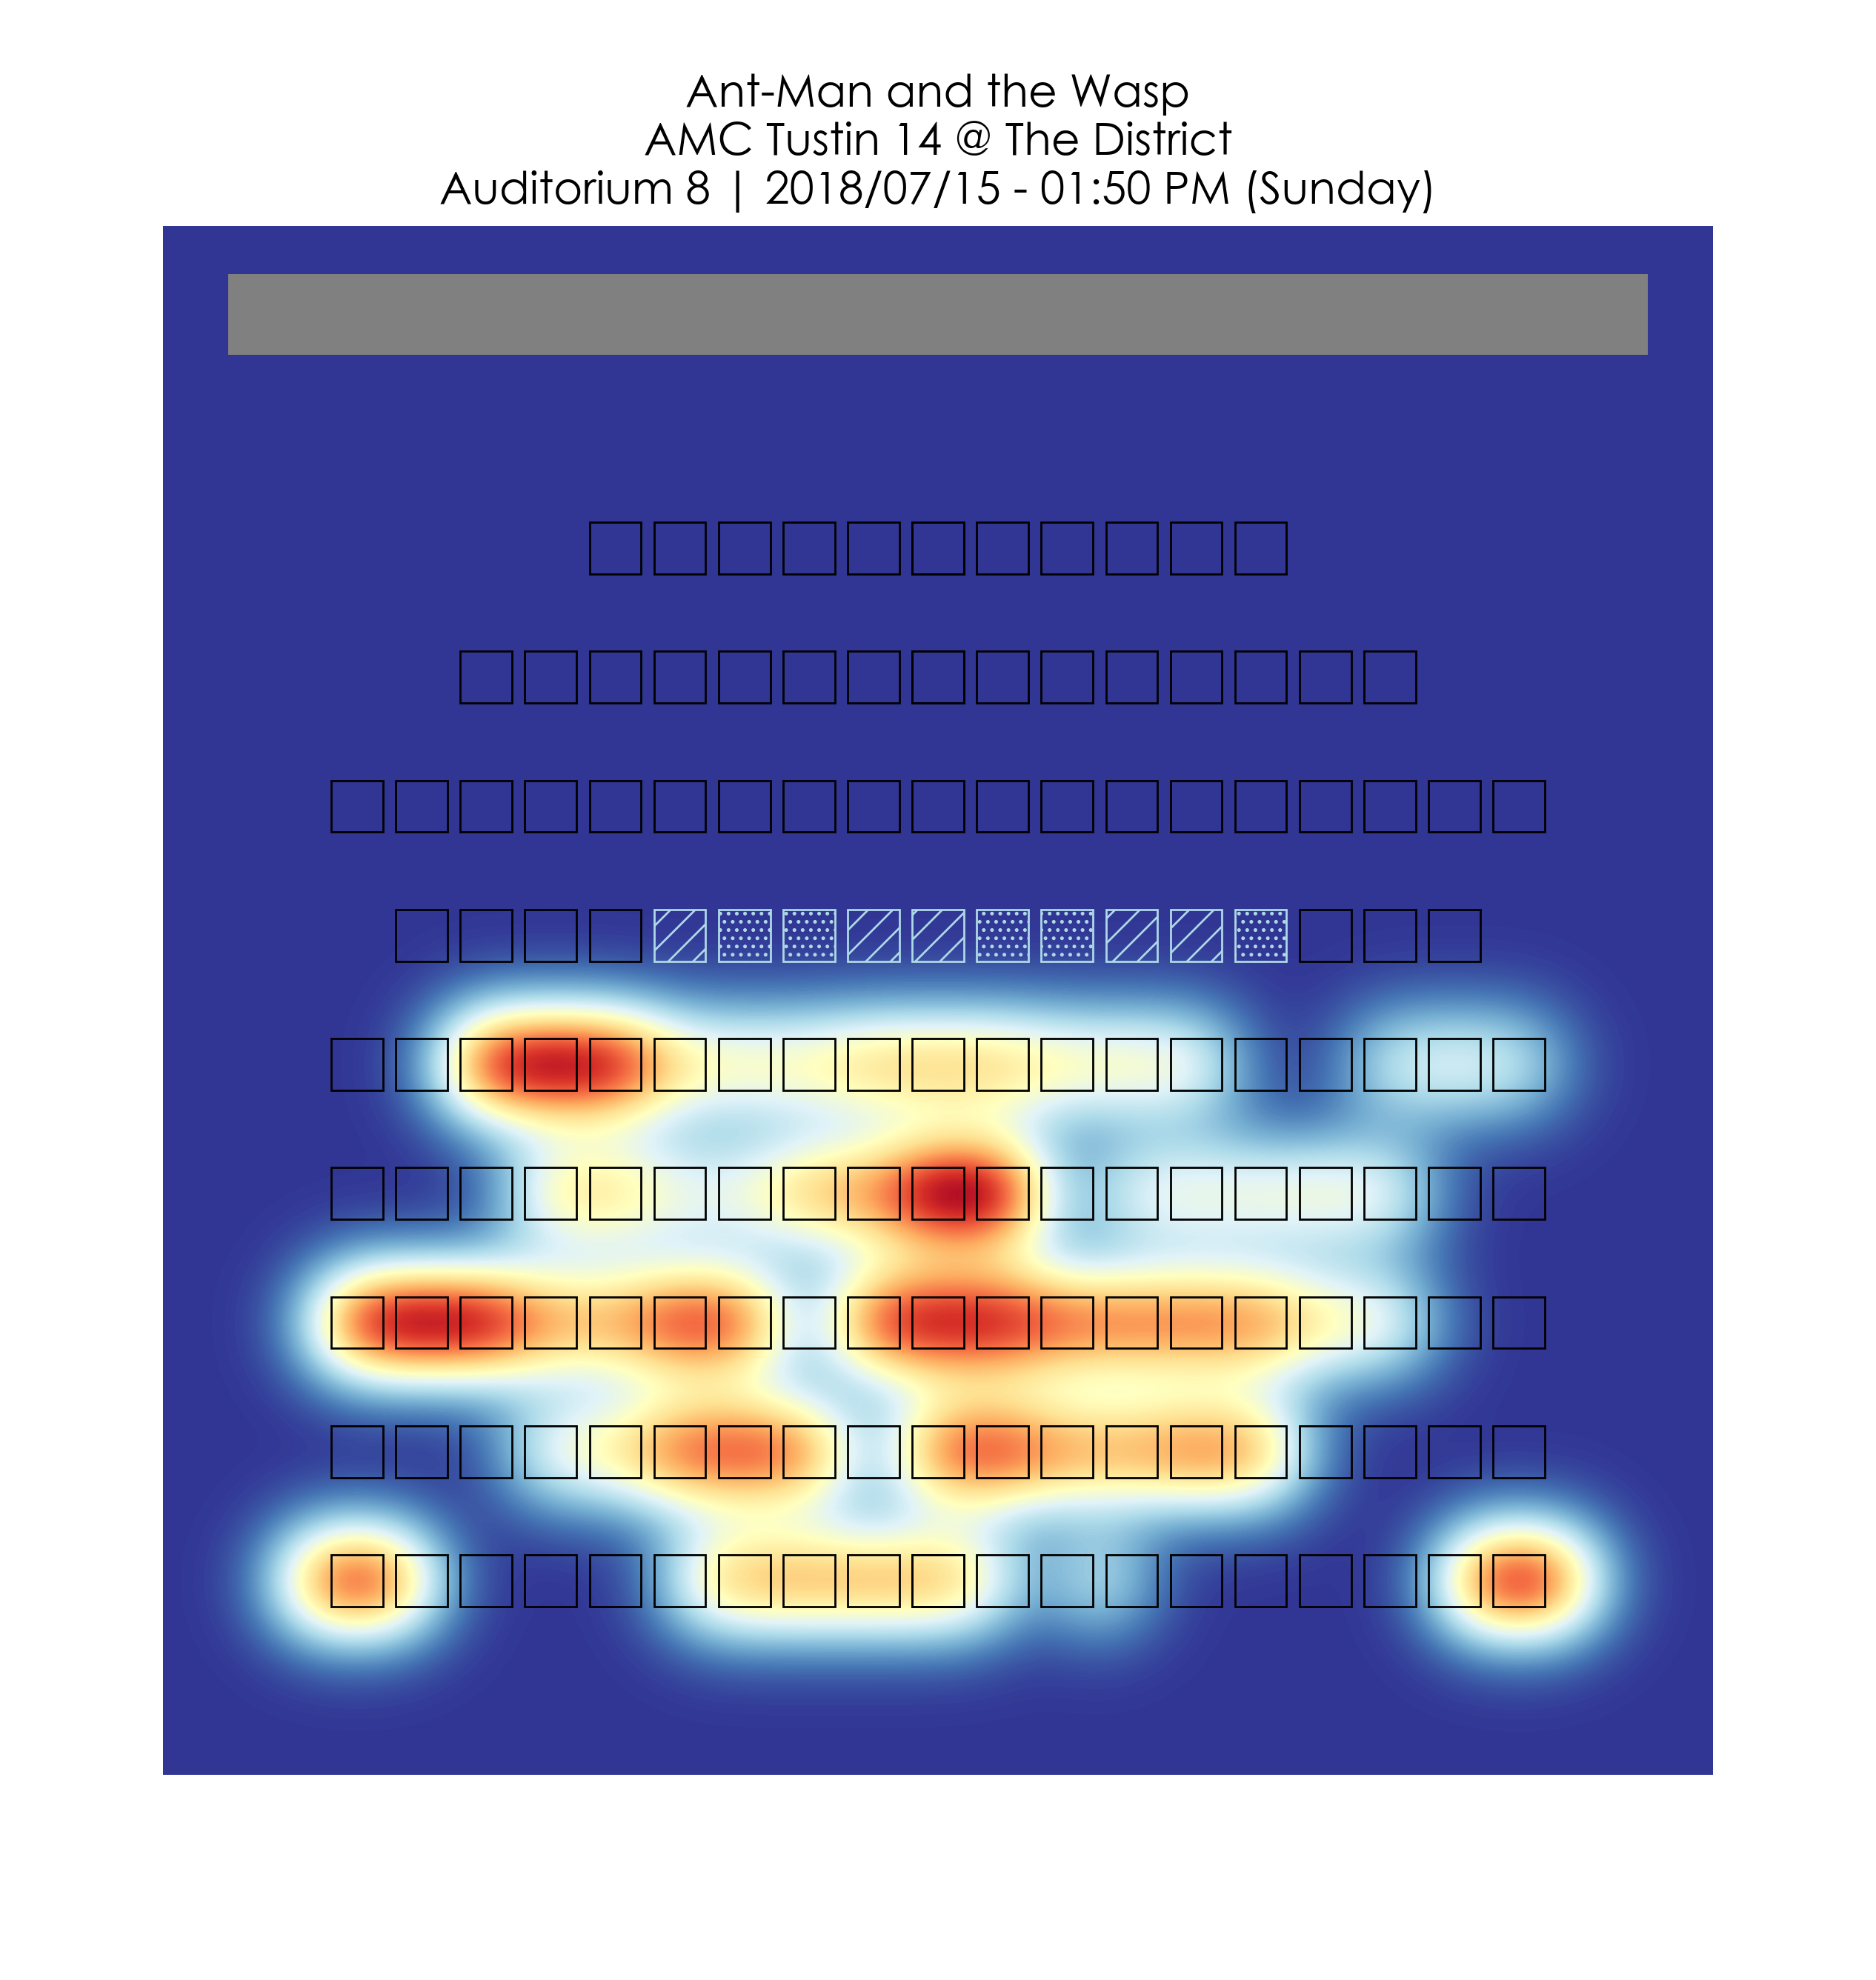 Ant-Man and the Wasp
AMC Tustin 14 @ The District
Auditorium 8 | 2018/07/15 - 01:50 PM (Sunday)